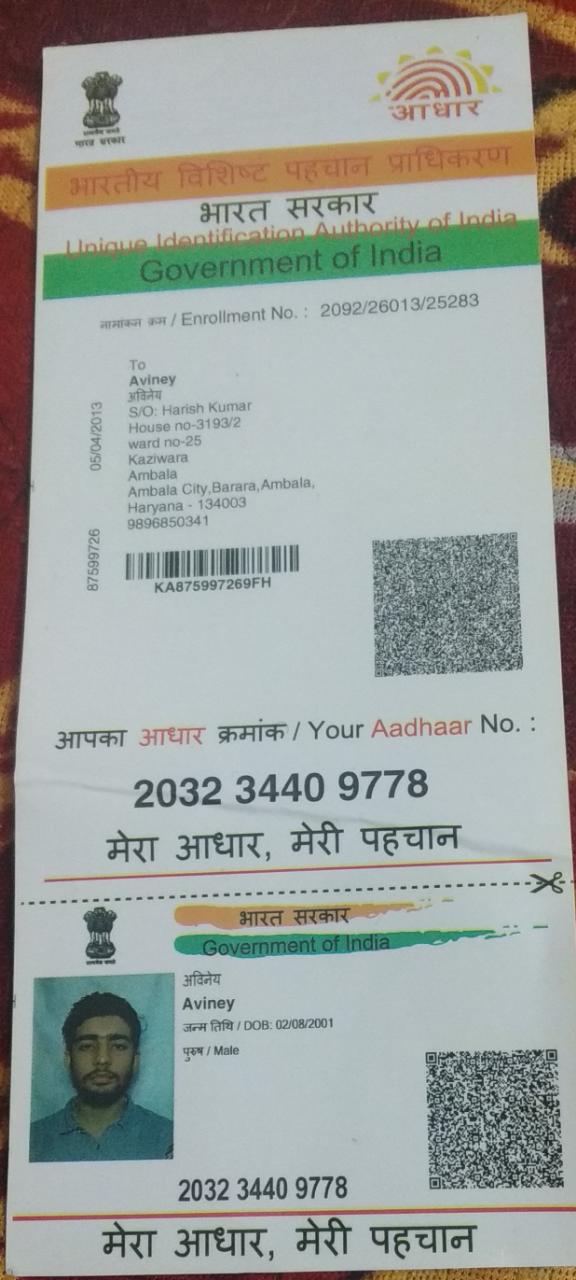 आधार
सत्यमेव जयते
भारत सरकार
भारतीय विशिष्ट पहचान प्राधिकरण
भारत सरकार
Unique Identification Authority of India
Government of India
नामांकन क्रम / Enrollment No. : 2092/26013/25283
To
Aviney
अविनेय
S/O: Harish Kumar
House no-3193/2
ward no-25
Kaziwara
Ambala
Ambala City,Barara,Ambala,
Haryana - 134003
9896850341
05/04/2013
87599726
KA875997269FH
आपका आधार क्रमांक / Your Aadhaar No. :
2032 3440 9778
मेरा आधार, मेरी पहचान
भारत सरकार
Government of India
अविनेय
Aviney
जन्म तिथि / DOB: 02/08/2001
पुरुष / Male
2032 3440 9778
मेरा आधार, मेरी पहचान